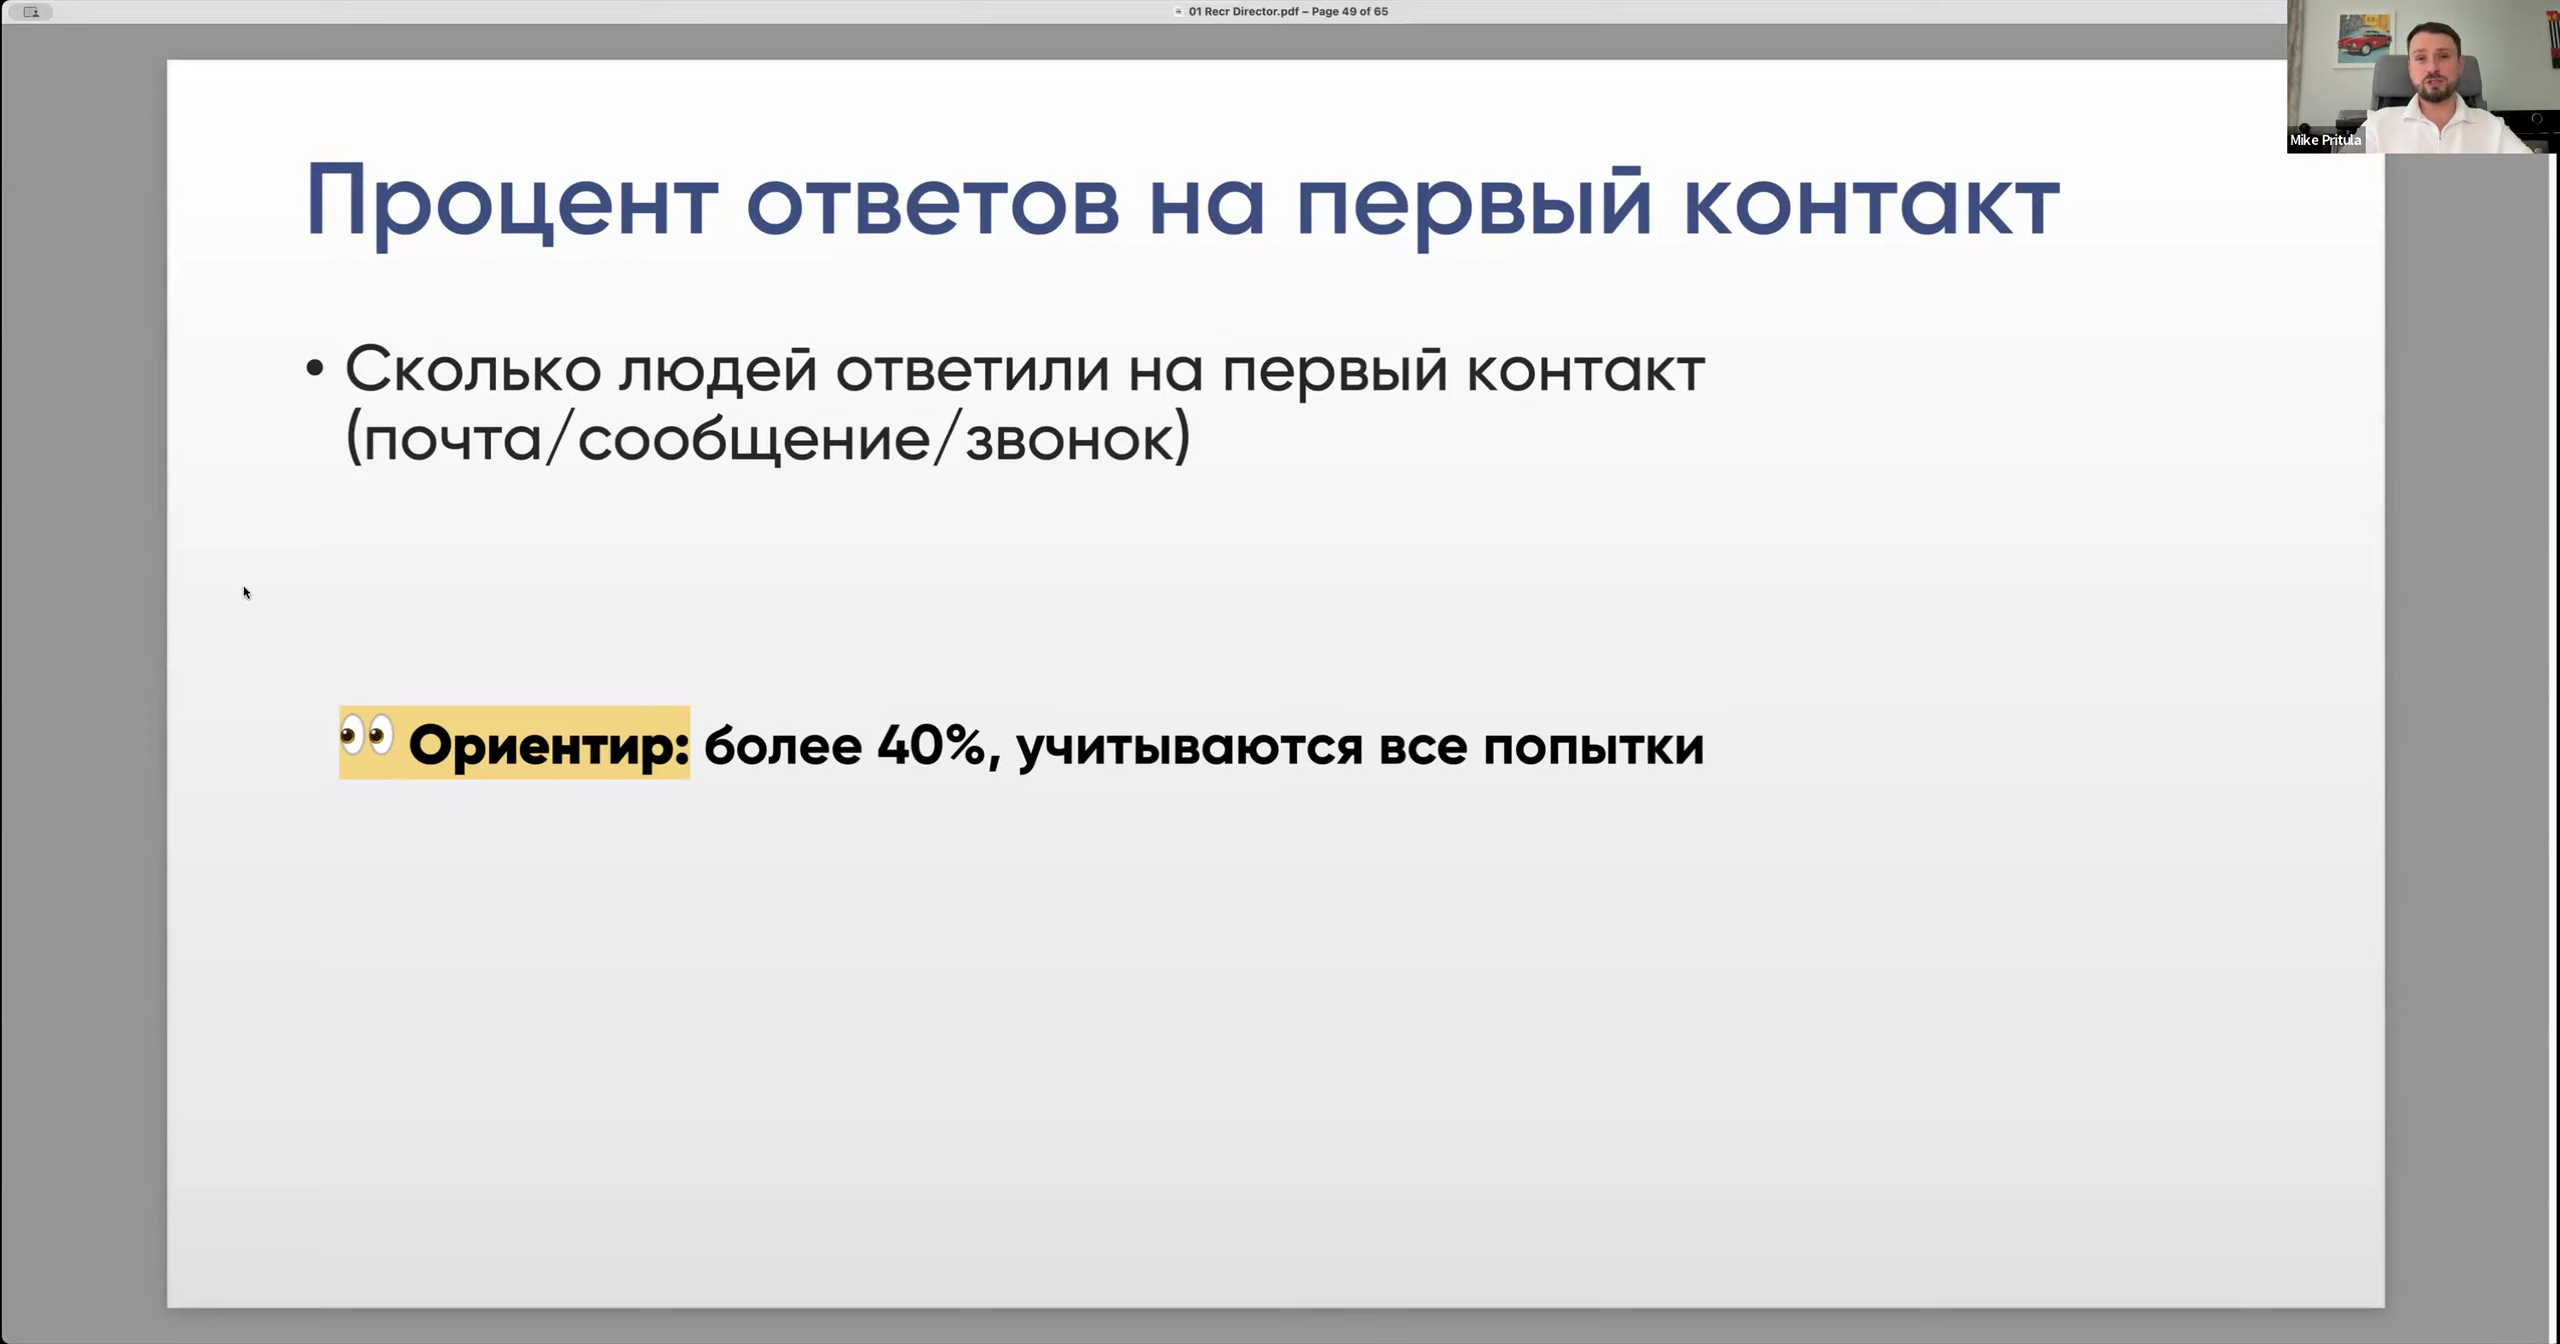 01 Recr Director.pdf – Page 49 of 65
Mike Pritula
Процент ответов на первый контакт
• Сколько людей ответили на первый контакт
(почта/сообщение/звонок)
👀 Ориентир: более 40%, учитываются все попытки